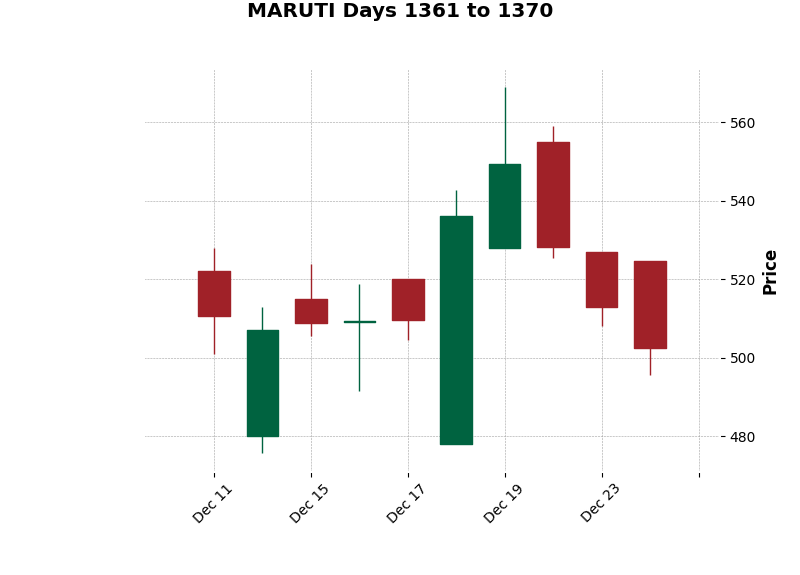 MARUTI Days 1361 to 1370
560
540
520
500
480
Price
Dec 11
Dec 15
Dec 17
Dec 19
Dec 23